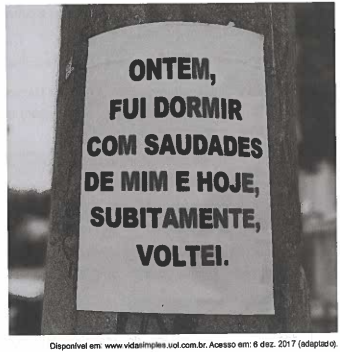 ONTEM,
FUI DORMIR
COM SAUDADES
DE MIM E HOJE,
SUBITAMENTE,
VOLTEI.
Disponível em: www.vidasimples.uol.com.br. Acesso em: 6 dez. 2017 (adaptado).